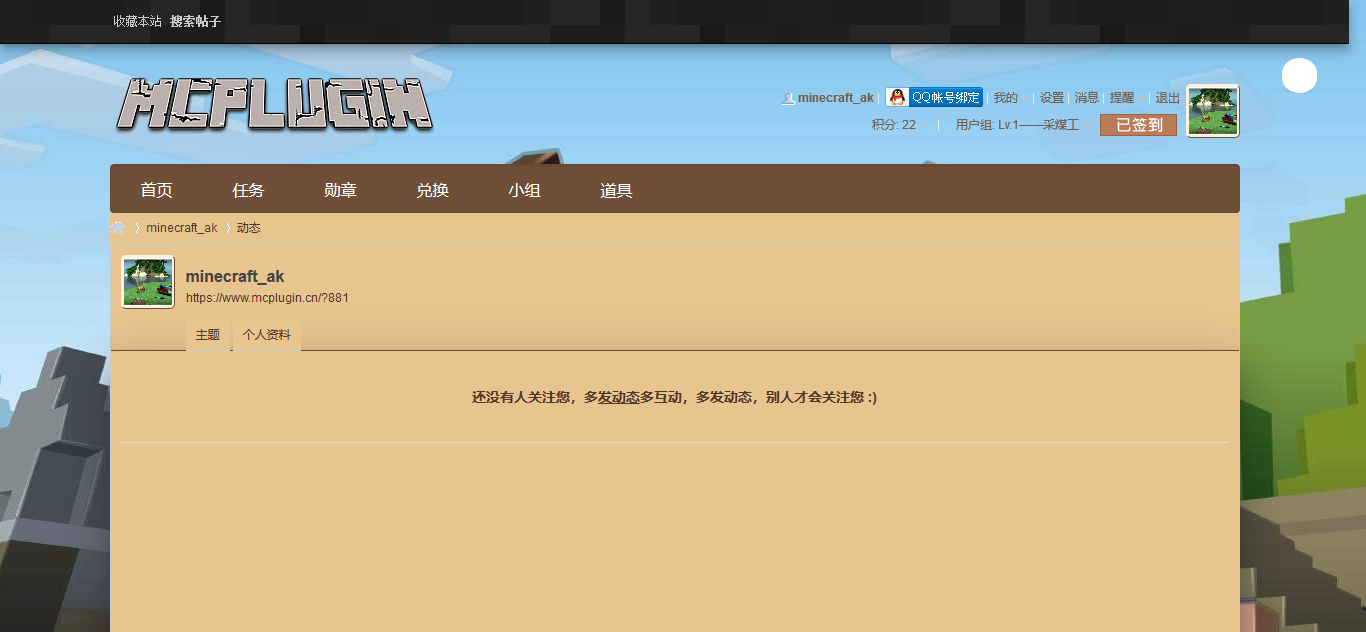 收藏本站 搜索帖子
MCPLUGIN
minecraft_ak | QQ帐号绑定 | 我的 | 设置 | 消息 | 提醒 | 退出
积分: 22 | 用户组: Lv.1——采煤工 已签到
首页 任务 勋章 兑换 小组 道具
minecraft_ak 〉 动态
minecraft_ak
https://www.mcplugin.cn/?881
主题 个人资料
还没有人关注您，多发动态多互动，多发动态，别人才会关注您 :)